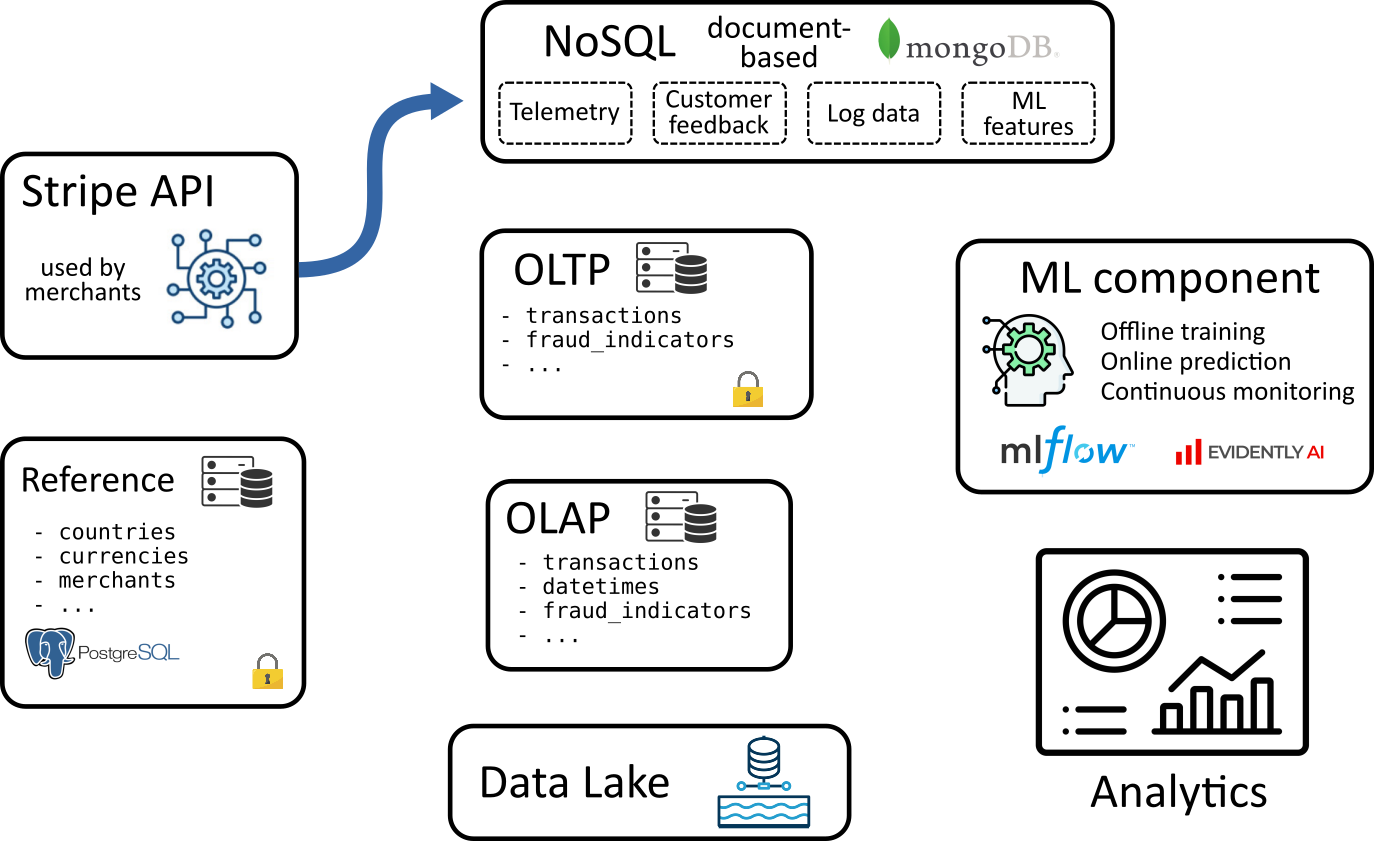 NoSQL
document-
based
mongoDB®
Telemetry
Customer
feedback
Log data
ML
features
Stripe API
used by
merchants
OLTP
- transactions
- fraud_indicators
- ...
ML component
Offline training
Online prediction
Continuous monitoring
mlflow™
EVIDENTLY AI
Reference
- countries
- currencies
- merchants
- ...
PostgreSQL
OLAP
- transactions
- datetimes
- fraud_indicators
- ...
Data Lake
Analytics